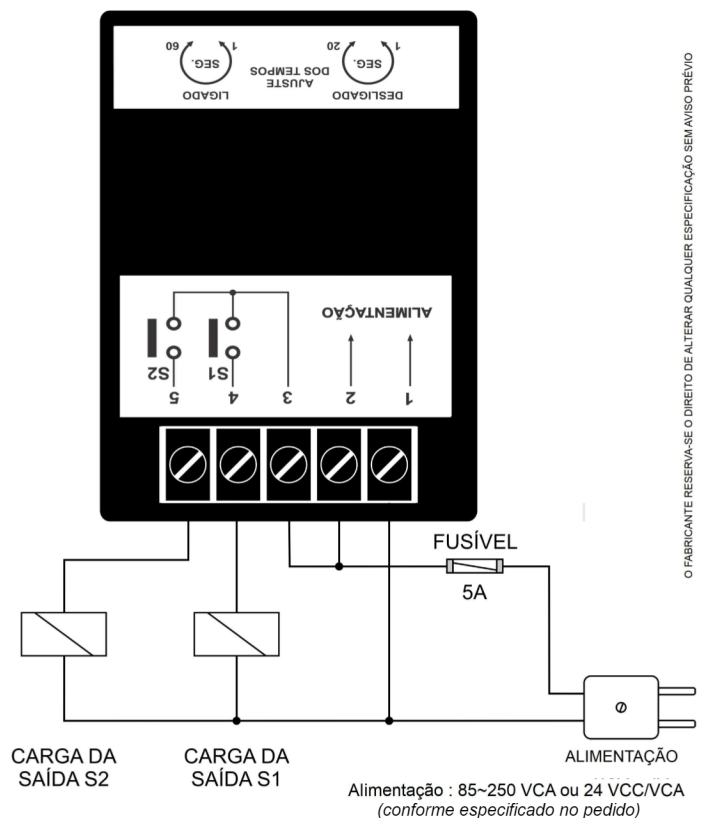 DESLIGADO
1 SEG. 20
AJUSTE
DOS TEMPOS
LIGADO
1 SEG. 60
ALIMENTAÇÃO
S1
S2
1 2 3 4 5
FUSÍVEL
5A
CARGA DA
SAÍDA S2
CARGA DA
SAÍDA S1
ALIMENTAÇÃO
Alimentação : 85~250 VCA ou 24 VCC/VCA
(conforme especificado no pedido)
O FABRICANTE RESERVA-SE O DIREITO DE ALTERAR QUALQUER ESPECIFICAÇÃO SEM AVISO PRÉVIO